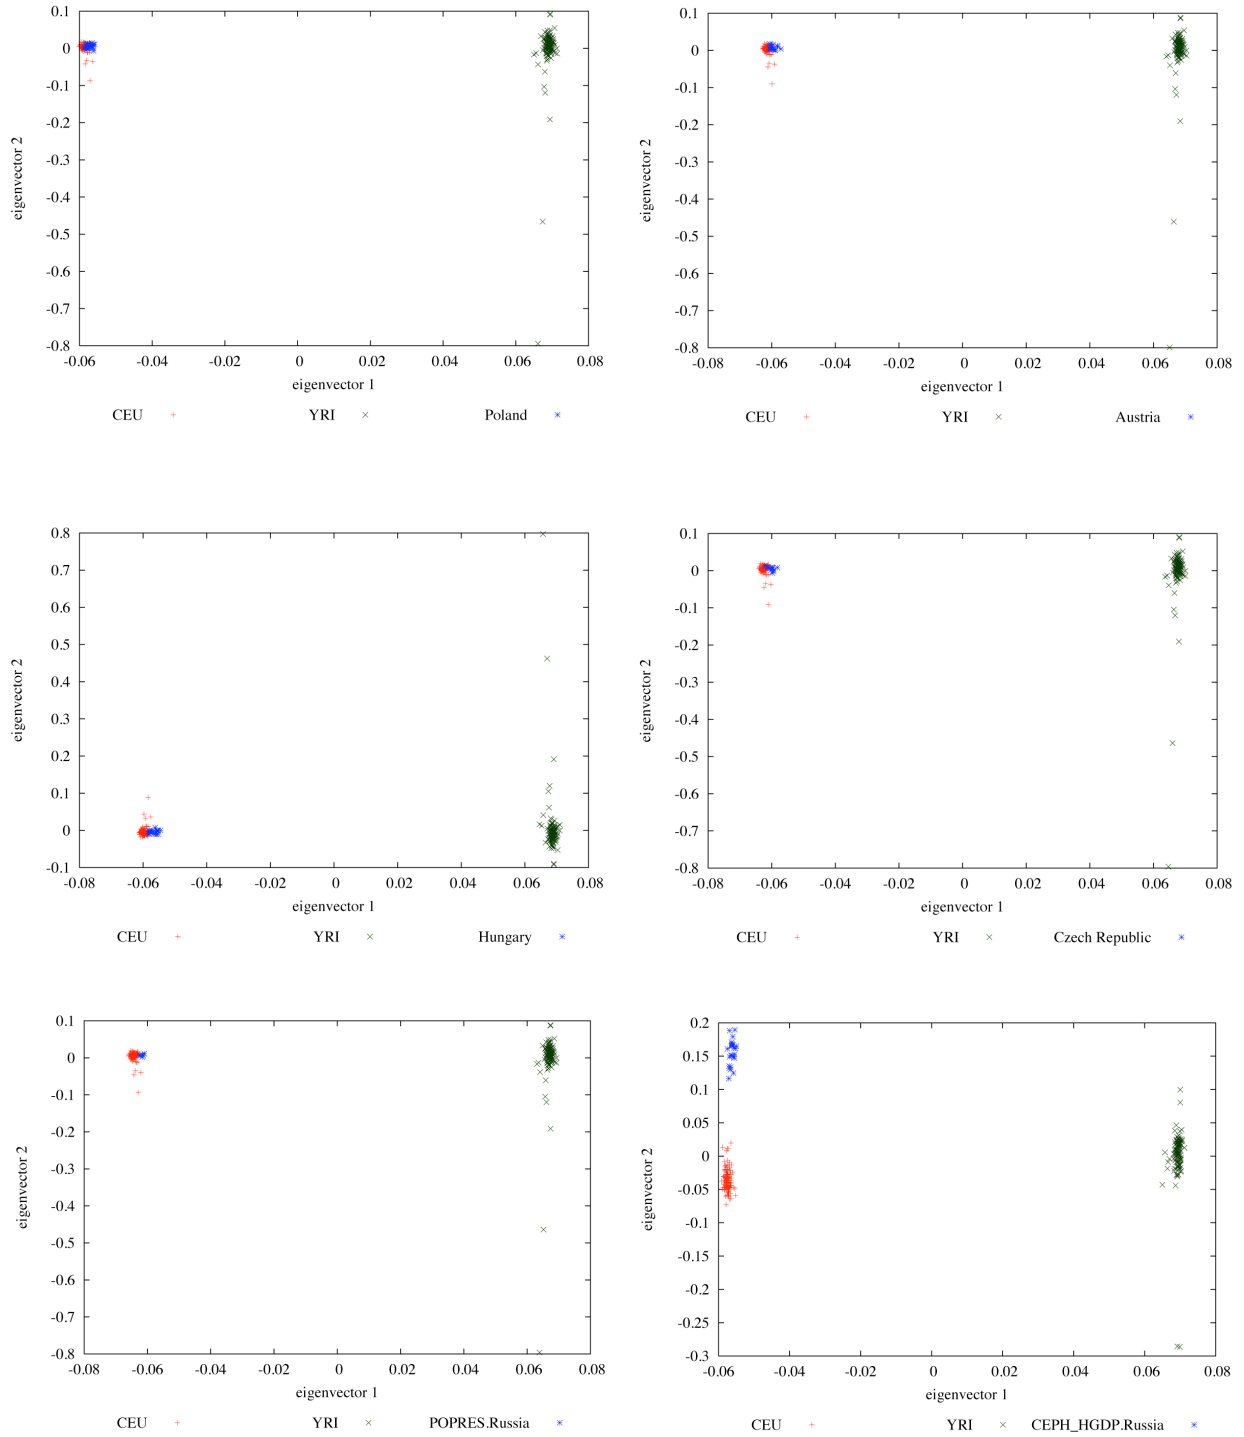 0.1
0
-0.1
-0.2
-0.3
-0.4
-0.5
-0.6
-0.7
-0.8
eigenvector 2
-0.06 -0.04 -0.02 0 0.02 0.04 0.06 0.08
eigenvector 1
CEU YRI Poland
0.1
0
-0.1
-0.2
-0.3
-0.4
-0.5
-0.6
-0.7
-0.8
eigenvector 2
-0.08 -0.06 -0.04 -0.02 0 0.02 0.04 0.06 0.08
eigenvector 1
CEU YRI Austria
0.8
0.7
0.6
0.5
0.4
0.3
0.2
0.1
0
-0.1
eigenvector 2
-0.08 -0.06 -0.04 -0.02 0 0.02 0.04 0.06 0.08
eigenvector 1
CEU YRI Hungary
0.1
0
-0.1
-0.2
-0.3
-0.4
-0.5
-0.6
-0.7
-0.8
eigenvector 2
-0.08 -0.06 -0.04 -0.02 0 0.02 0.04 0.06 0.08
eigenvector 1
CEU YRI Czech Republic
0.1
0
-0.1
-0.2
-0.3
-0.4
-0.5
-0.6
-0.7
-0.8
eigenvector 2
-0.08 -0.06 -0.04 -0.02 0 0.02 0.04 0.06 0.08
eigenvector 1
CEU YRI POPRES.Russia
0.2
0.15
0.1
0.05
0
-0.05
-0.1
-0.15
-0.2
-0.25
-0.3
eigenvector 2
-0.06 -0.04 -0.02 0 0.02 0.04 0.06 0.08
eigenvector 1
CEU YRI CEPH_HGDP.Russia